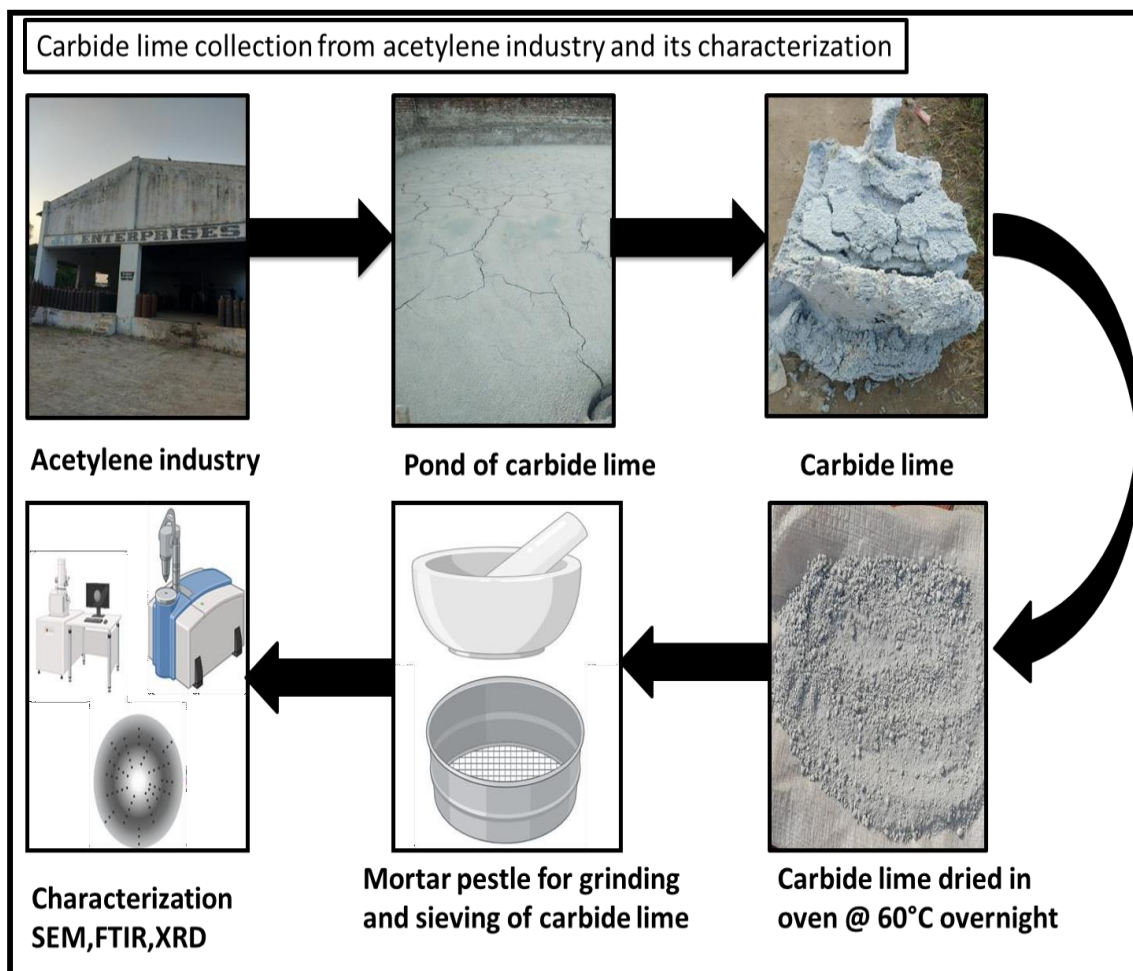 Carbide lime collection from acetylene industry and its characterization
J.R. ENTERPRISES
Acetylene industry
Pond of carbide lime
Carbide lime
Characterization
SEM,FTIR,XRD
Mortar pestle for grinding
and sieving of carbide lime
Carbide lime dried in
oven @ 60°C overnight